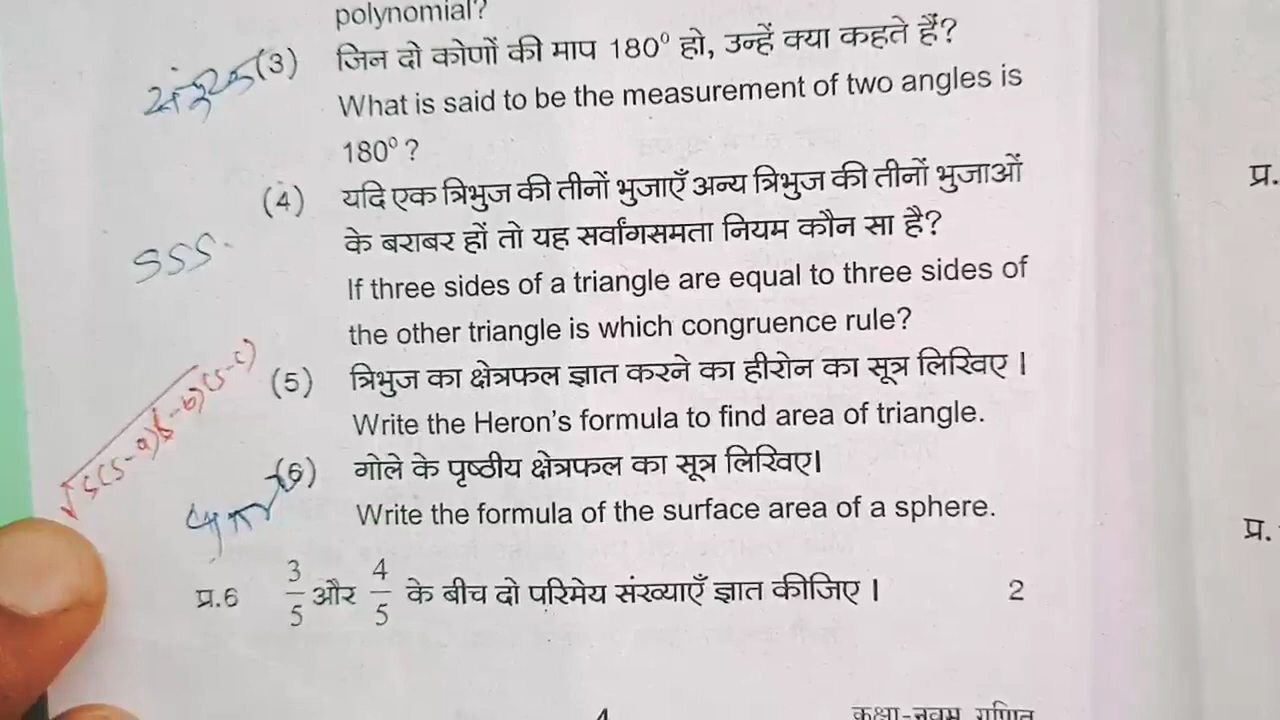 polynomial?
(3) जिन दो कोणों की माप 180° हो, उन्हें क्या कहते हैं?
What is said to be the measurement of two angles is
180° ?
(4) यदि एक त्रिभुज की तीनों भुजाएँ अन्य त्रिभुज की तीनों भुजाओं
के बराबर हों तो यह सर्वांगसमता नियम कौन सा है?
SSS.
If three sides of a triangle are equal to three sides of
the other triangle is which congruence rule?
√s(s-a)(s-b)(s-c)
(5) त्रिभुज का क्षेत्रफल ज्ञात करने का हीरोन का सूत्र लिखिए।
Write the Heron's formula to find area of triangle.
(6) गोले के पृष्ठीय क्षेत्रफल का सूत्र लिखिए।
Write the formula of the surface area of a sphere.
प्र.6 3/5 और 4/5 के बीच दो परिमेय संख्याएँ ज्ञात कीजिए। 2
4 कक्षा-नवम गणित
प्र.
प्र.